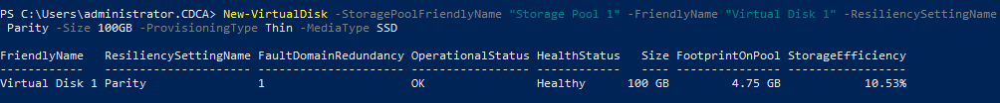 PS C:\Users\administrator.CDCA> New-VirtualDisk -StoragePoolFriendlyName "Storage Pool 1" -FriendlyName "Virtual Disk 1" -ResiliencySettingName
 Parity -Size 100GB -ProvisioningType Thin -MediaType SSD

FriendlyName   ResiliencySettingName FaultDomainRedundancy OperationalStatus HealthStatus   Size FootprintOnPool StorageEfficiency
------------   --------------------- --------------------- ----------------- ------------   ---- --------------- -----------------
Virtual Disk 1 Parity                1                     OK                Healthy      100 GB         4.75 GB            10.53%